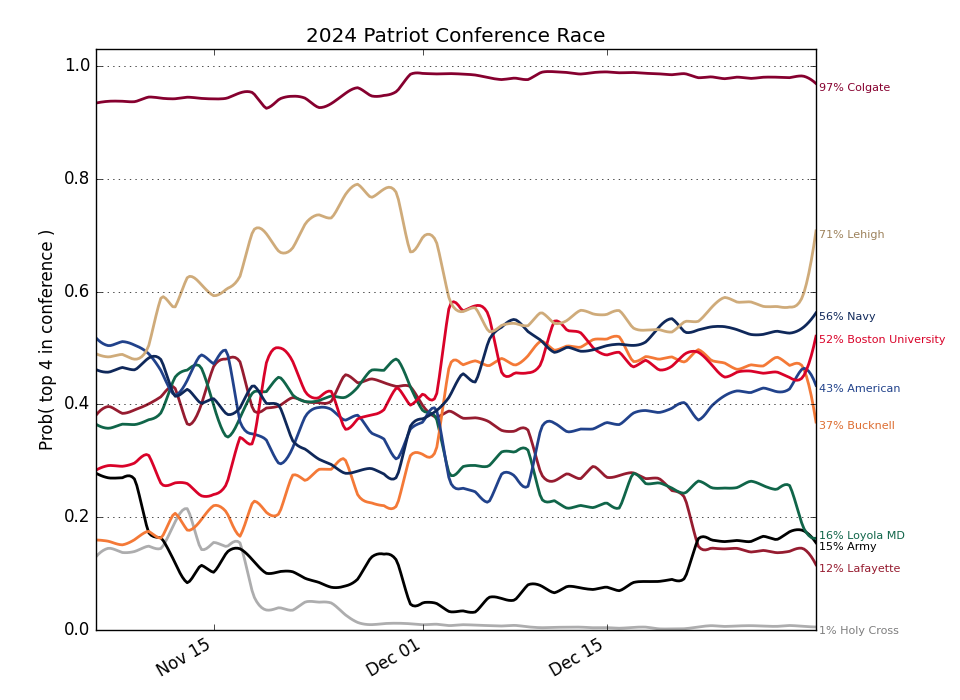 2024 Patriot Conference Race
Prob( top 4 in conference )
1.0
0.8
0.6
0.4
0.2
0.0
Nov 15
Dec 01
Dec 15
97% Colgate
71% Lehigh
56% Navy
52% Boston University
43% American
37% Bucknell
16% Loyola MD
15% Army
12% Lafayette
1% Holy Cross